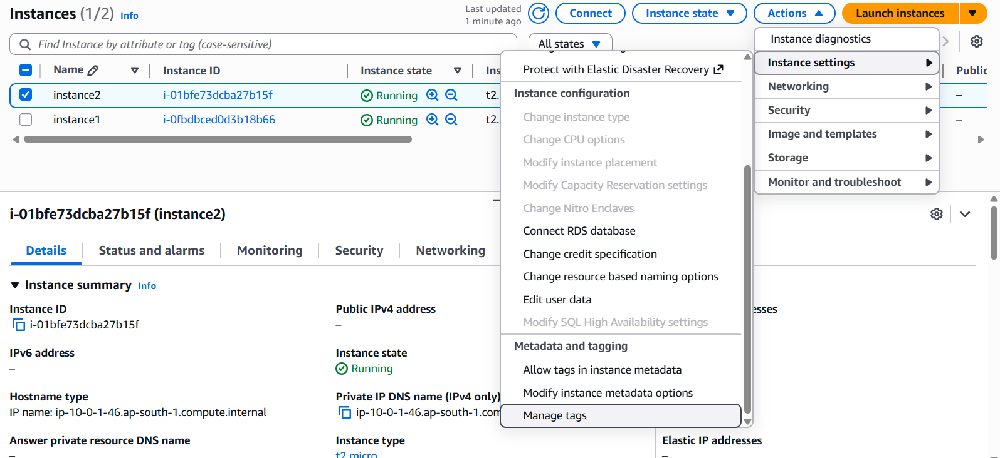 Instances (1/2) Info
Last updated
1 minute ago
Connect
Instance state
Actions
Launch instances
Find Instance by attribute or tag (case-sensitive)
All states
Name
Instance ID
Instance state
Public
instance2
i-01bfe73dcba27b15f
Running
t2.
–
instance1
i-0fbdbced0d3b18b66
Running
t2.
–
Instance diagnostics
Instance settings
Networking
Security
Image and templates
Storage
Monitor and troubleshoot
Protect with Elastic Disaster Recovery
Instance configuration
Change instance type
Change CPU options
Modify instance placement
Modify Capacity Reservation settings
Change Nitro Enclaves
Connect RDS database
Change credit specification
Change resource based naming options
Edit user data
Modify SQL High Availability settings
Metadata and tagging
Allow tags in instance metadata
Modify instance metadata options
Manage tags
i-01bfe73dcba27b15f (instance2)
Details
Status and alarms
Monitoring
Security
Networking
Instance summary Info
Instance ID
i-01bfe73dcba27b15f
Public IPv4 address
–
IPv6 address
–
Instance state
Running
Hostname type
IP name: ip-10-0-1-46.ap-south-1.compute.internal
Private IP DNS name (IPv4 only)
ip-10-0-1-46.ap-south-1.com
Answer private resource DNS name
–
Instance type
t2.micro
Elastic IP addresses
–